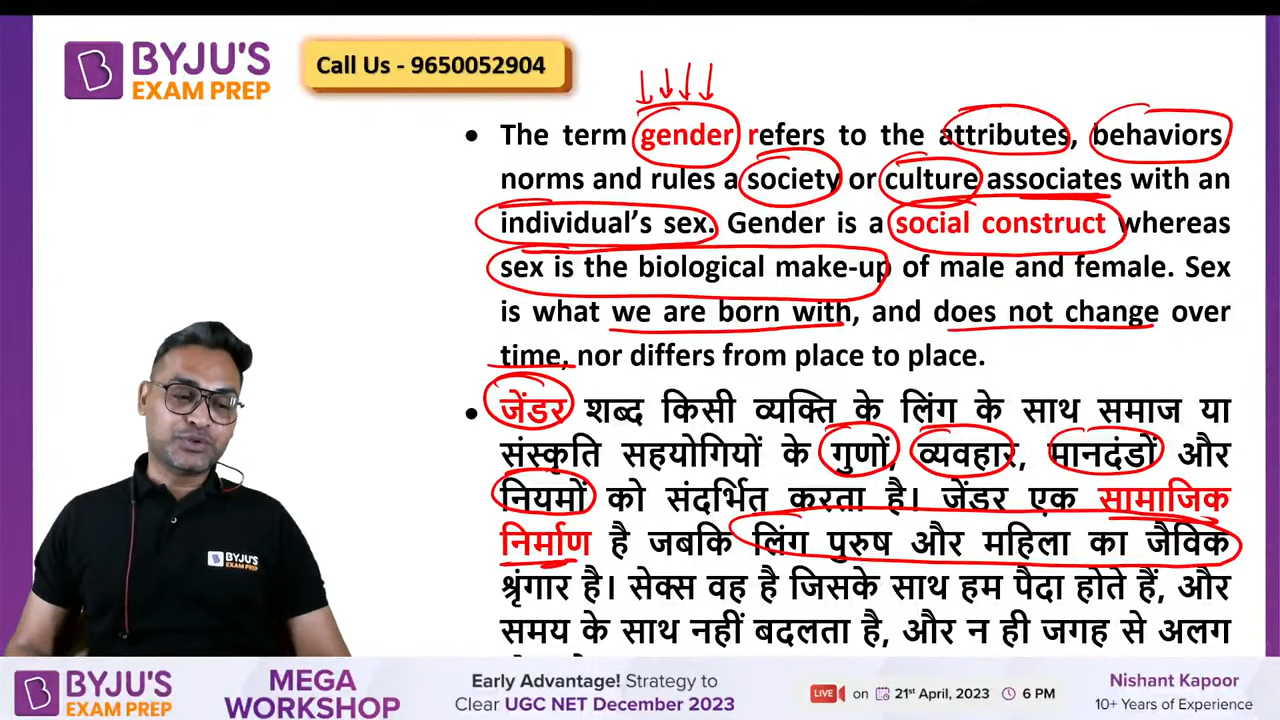 BYJU'S
EXAM PREP
Call Us - 9650052904
• The term gender refers to the attributes, behaviors,
norms and rules a society or culture associates with an
individual's sex. Gender is a social construct whereas
sex is the biological make-up of male and female. Sex
is what we are born with, and does not change over
time, nor differs from place to place.
• जेंडर शब्द किसी व्यक्ति के लिंग के साथ समाज या
संस्कृति सहयोगियों के गुणों, व्यवहार, मानदंडों और
नियमों को संदर्भित करता है। जेंडर एक सामाजिक
निर्माण है जबकि लिंग पुरुष और महिला का जैविक
श्रृंगार है। सेक्स वह है जिसके साथ हम पैदा होते हैं, और
समय के साथ नहीं बदलता है, और न ही जगह से अलग
BYJU'S
EXAM PREP
BYJU'S
EXAM PREP
MEGA
WORKSHOP
Early Advantage! Strategy to
Clear UGC NET December 2023
LIVE on 21st April, 2023 6 PM
Nishant Kapoor
10+ Years of Experience